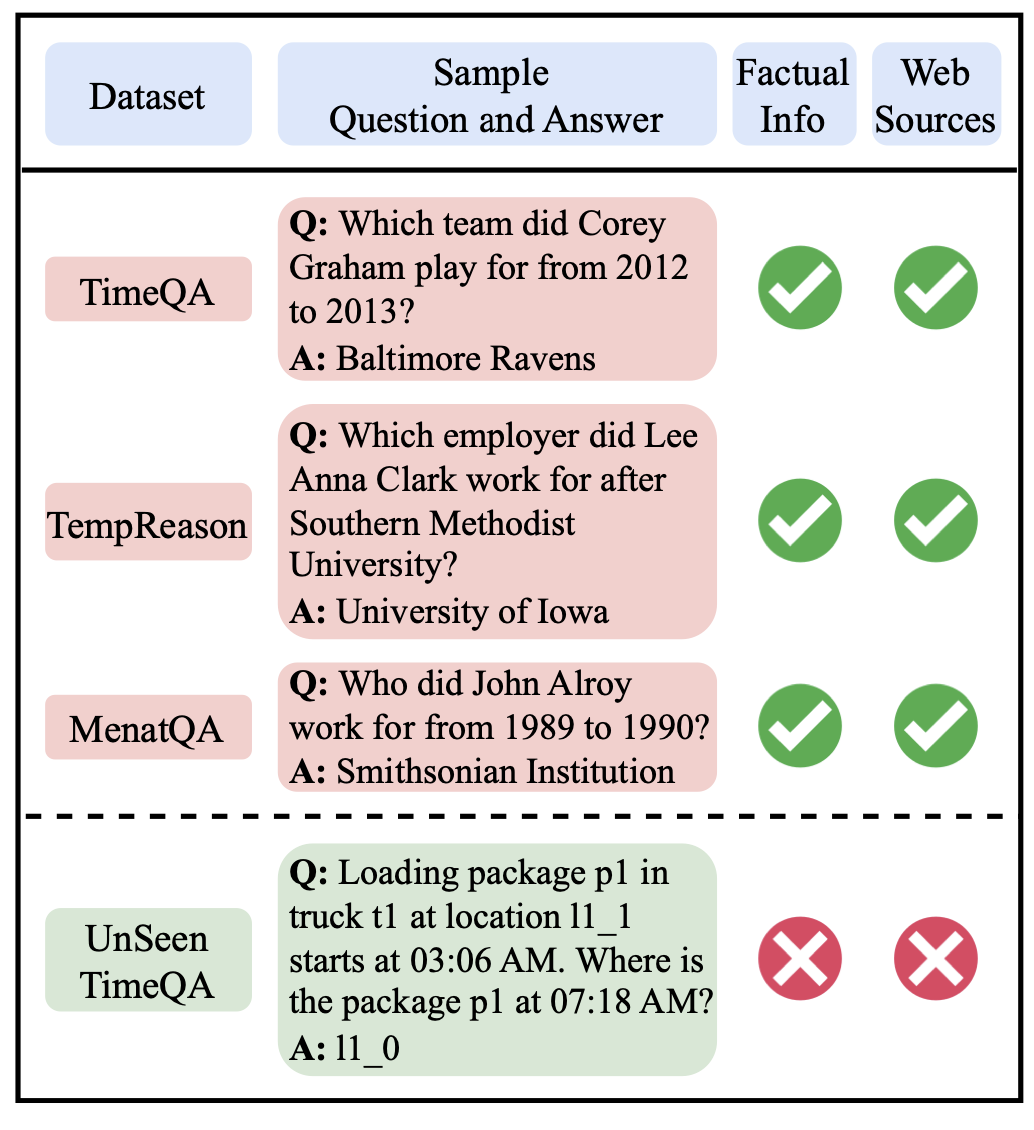 Dataset
Sample
Question and Answer
Factual
Info
Web
Sources
TimeQA
Q: Which team did Corey
Graham play for from 2012
to 2013?
A: Baltimore Ravens
TempReason
Q: Which employer did Lee
Anna Clark work for after
Southern Methodist
University?
A: University of Iowa
MenatQA
Q: Who did John Alroy
work for from 1989 to 1990?
A: Smithsonian Institution
UnSeen
TimeQA
Q: Loading package p1 in
truck t1 at location l1_1
starts at 03:06 AM. Where is
the package p1 at 07:18 AM?
A: l1_0